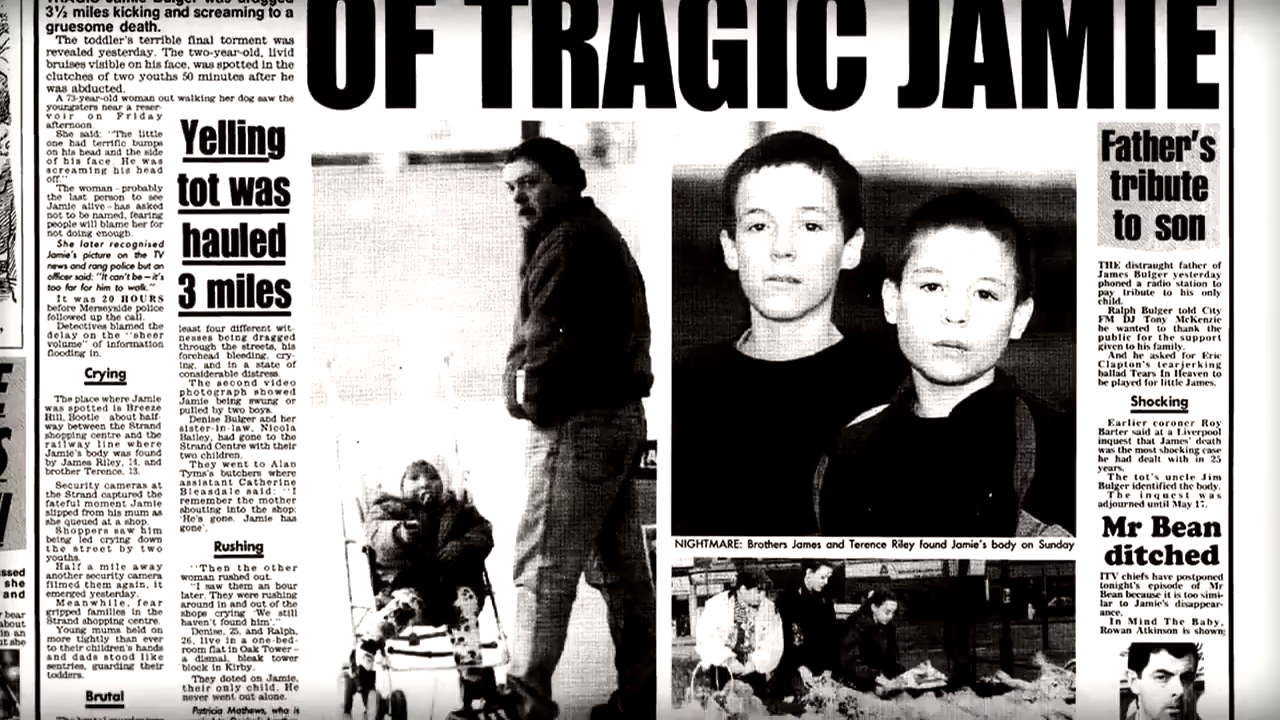 OF TRAGIC JAMIE
TRAGIC Jamie Bulger was dragged
3½ miles kicking and screaming to a
gruesome death.
The toddler's terrible final torment was
revealed yesterday. The two-year-old, livid
bruises visible on his face, was spotted in the
clutches of two youths 50 minutes after he
was abducted.
A 73-year-old woman out walking her dog saw the
youngsters near a reser-
voir on Friday
afternoon.
She said: "The little
one had terrific bumps
on his head and the side
of his face. He was
screaming his head
off."
The woman - probably
the last person to see
Jamie alive - has asked
not to be named, fearing
people will blame her for
not doing enough.
She later recognised
Jamie's picture on the TV
news and rang police but an
officer said: "It can't be - it's
too far for him to walk."
It was 20 HOURS
before Merseyside police
followed up the call.
Detectives blamed the
delay on the "sheer
volume" of information
flooding in.
Crying
The place where Jamie
was spotted is Breeze
Hill, Bootle - about half-
way between the Strand
shopping centre and the
railway line where
Jamie's body was found
by James Riley, 14, and
brother Terence, 13.
Security cameras at
the Strand captured the
fateful moment Jamie
slipped from his mum as
she queued at a shop.
Shoppers saw him
being led crying down
the street by two
youths.
Half a mile away
another security camera
filmed them again, it
emerged yesterday.
Meanwhile, fear
gripped families in the
Strand shopping centre.
Young mums held on
more tightly than ever
to their children's hands
and dads stood like
sentries, guarding their
toddlers.
Brutal
Yelling
tot was
hauled
3 miles
least four different wit-
nesses being dragged
through the streets, his
forehead bleeding, cry-
ing, and in a state of
considerable distress.
The second video
photograph showed
Jamie being swung or
pulled by two boys.
Denise Bulger and her
sister-in-law, Nicola
Bailey, had gone to the
Strand Centre with their
two children.
They went to Alan
Tyms's butchers where
assistant Catherine
Bleasdale said: "I
remember the mother
shouting into the shop:
'He's gone. Jamie has
gone'.
Rushing
"Then the other
woman rushed out.
"I saw them an hour
later. They were rushing
around in and out of the
shops crying 'We still
haven't found him'."
Denise, 25, and Ralph,
26, live in a one-bed-
room flat in Oak Tower -
a dismal, bleak tower
block in Kirby.
They doted on Jamie,
their only child. He
never went out alone.
Patricia Mathews, who is
NIGHTMARE: Brothers James and Terence Riley found Jamie's body on Sunday
Father's
tribute
to son
THE distraught father of
James Bulger yesterday
phoned a radio station to
pay tribute to his only
child.
Ralph Bulger told City
FM DJ Tony McKenzie
he wanted to thank the
public for the support
given to his family.
And he asked for Eric
Clapton's tearjerking
ballad Tears In Heaven to
be played for little James.
Shocking
Earlier coroner Roy
Barter said at a Liverpool
inquest that James' death
was the most shocking case
he had dealt with in 25
years.
The tot's uncle Jim
Bulger identified the body.
The inquest was
adjourned until May 17.
Mr Bean
ditched
ITV chiefs have postponed
tonight's episode of Mr
Bean because it is too simi-
lar to Jamie's disappear-
ance.
In Mind The Baby,
Rowan Atkinson is shown